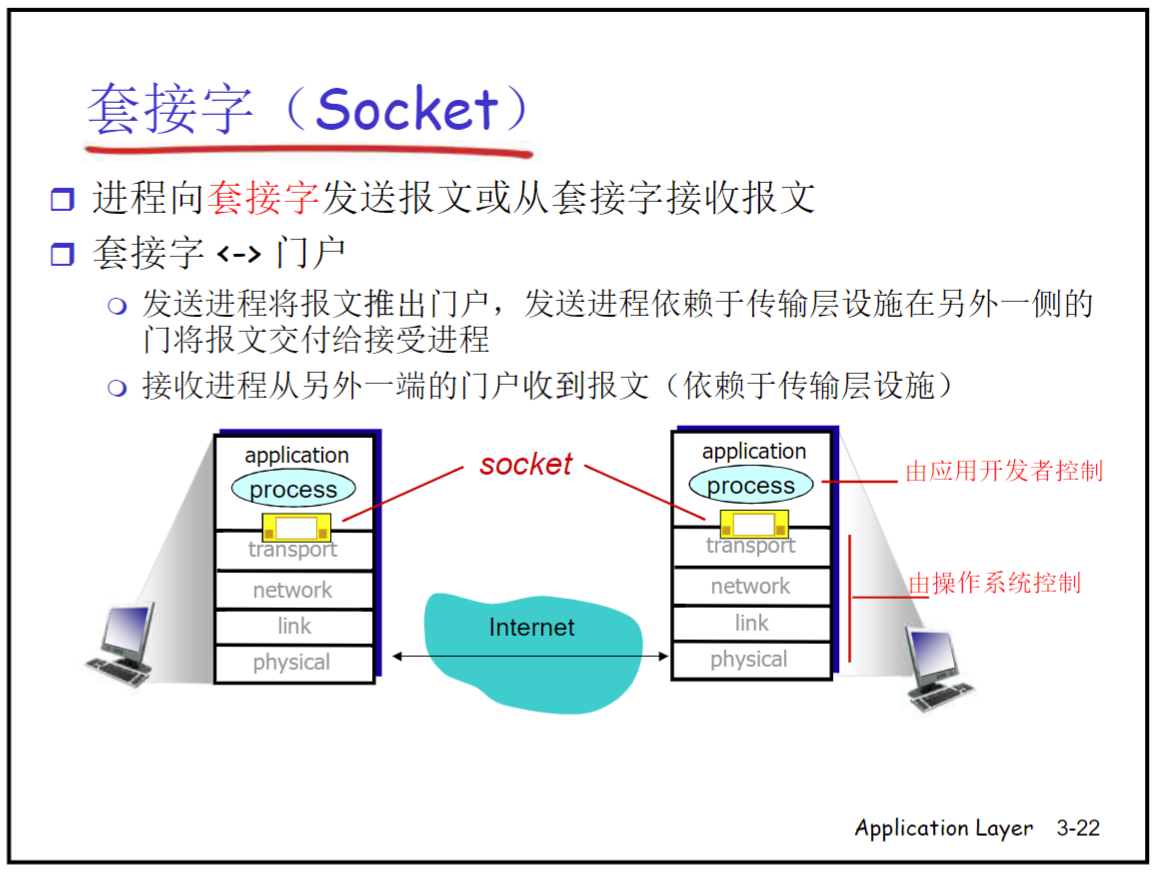 套接字（Socket）
进程向套接字发送报文或从套接字接收报文
套接字 <-> 门户
发送进程将报文推出门户，发送进程依赖于传输层设施在另外一侧的
门将报文交付给接受进程
接收进程从另外一端的门户收到报文（依赖于传输层设施）
application
process
transport
network
link
physical
socket
Internet
application
process
transport
network
link
physical
由应用开发者控制
由操作系统控制
Application Layer 3-22